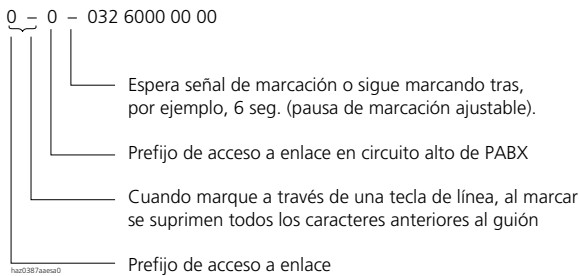 0 – 0 – 032 6000 00 00
Espera señal de marcación o sigue marcando tras,
por ejemplo, 6 seg. (pausa de marcación ajustable).
Prefijo de acceso a enlace en circuito alto de PABX
Cuando marque a través de una tecla de línea, al marcar
se suprimen todos los caracteres anteriores al guión
Prefijo de acceso a enlace
haz0387aaesa0